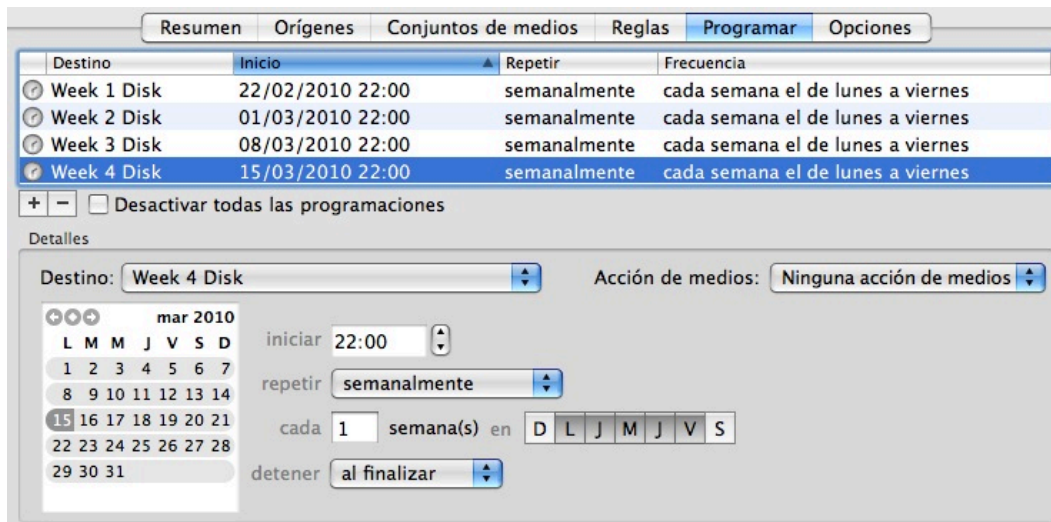 Resumen Orígenes Conjuntos de medios Reglas Programar Opciones
Destino Inicio Repetir Frecuencia
Week 1 Disk 22/02/2010 22:00 semanalmente cada semana el de lunes a viernes
Week 2 Disk 01/03/2010 22:00 semanalmente cada semana el de lunes a viernes
Week 3 Disk 08/03/2010 22:00 semanalmente cada semana el de lunes a viernes
Week 4 Disk 15/03/2010 22:00 semanalmente cada semana el de lunes a viernes
+ - Desactivar todas las programaciones
Detalles
Destino: Week 4 Disk Acción de medios: Ninguna acción de medios
mar 2010
L M M J V S D
1 2 3 4 5 6 7
8 9 10 11 12 13 14
15 16 17 18 19 20 21
22 23 24 25 26 27 28
29 30 31
iniciar 22:00
repetir semanalmente
cada 1 semana(s) en D L J M J V S
detener al finalizar